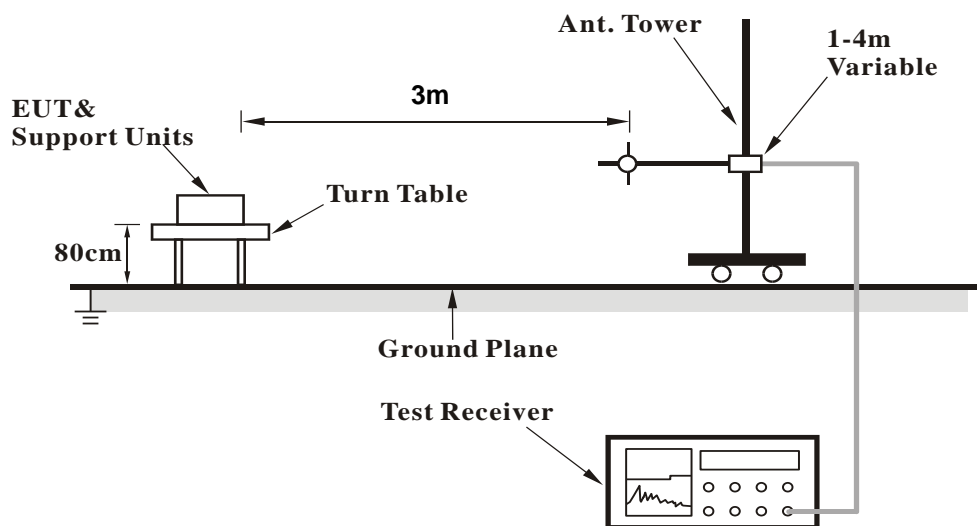 Ant. Tower
1-4m
Variable
3m
EUT&
Support Units
Turn Table
80cm
Ground Plane
Test Receiver